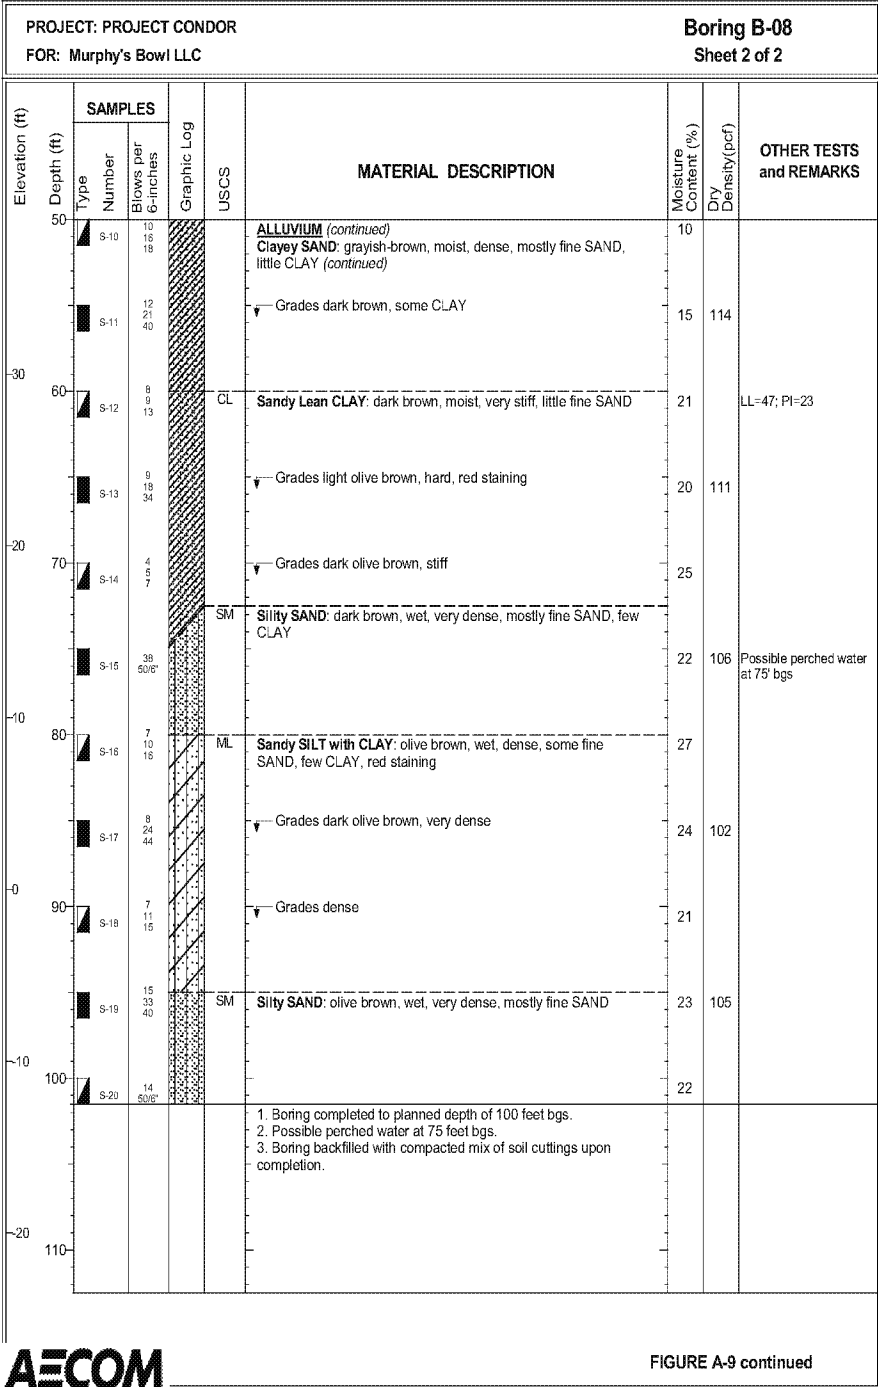 PROJECT: PROJECT CONDOR
FOR: Murphy's Bowl LLC
Boring B-08
Sheet 2 of 2
Elevation (ft)
Depth (ft)
SAMPLES
Type
Number
Blows per
6-inches
Graphic Log
USCS
MATERIAL DESCRIPTION
Moisture
Content (%)
Dry
Density(pcf)
OTHER TESTS
and REMARKS
50
S-10
10
16
18
ALLUVIUM (continued)
Clayey SAND: grayish-brown, moist, dense, mostly fine SAND,
little CLAY (continued)
10
S-11
12
21
40
Grades dark brown, some CLAY
15 114
30
60
S-12
8
9
13
CL
Sandy Lean CLAY: dark brown, moist, very stiff, little fine SAND
21
LL=47; PI=23
S-13
9
18
34
Grades light olive brown, hard, red staining
20 111
20
70
S-14
4
5
7
Grades dark olive brown, stiff
25
SM
Sility SAND: dark brown, wet, very dense, mostly fine SAND, few
CLAY
S-15
38
50/6"
22 106
Possible perched water
at 75' bgs
10
80
S-16
7
10
16
ML
Sandy SILT with CLAY: olive brown, wet, dense, some fine
SAND, few CLAY, red staining
27
S-17
8
24
44
Grades dark olive brown, very dense
24 102
0
90
S-18
7
11
15
Grades dense
21
S-19
15
33
40
SM
Silty SAND: olive brown, wet, very dense, mostly fine SAND
23 105
-10
100
S-20
14
50/6"
22
1. Boring completed to planned depth of 100 feet bgs.
2. Possible perched water at 75 feet bgs.
3. Boring backfilled with compacted mix of soil cuttings upon
completion.
-20
110
AECOM
FIGURE A-9 continued